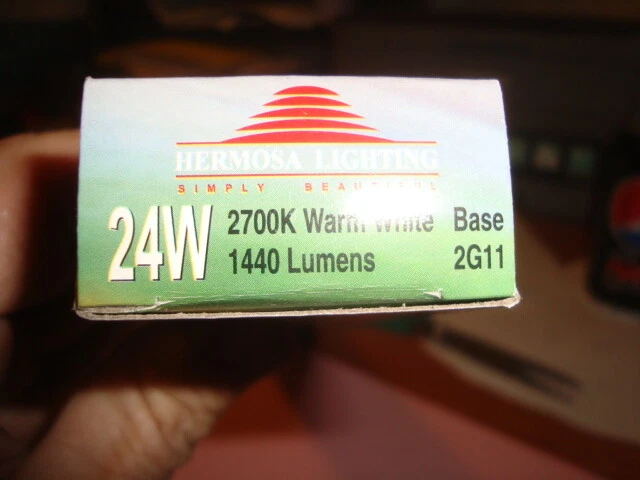 HERMOSA LIGHTING
SIMPLY BEAUTIFUL
24W
2700K Warm White
1440 Lumens
Base
2G11